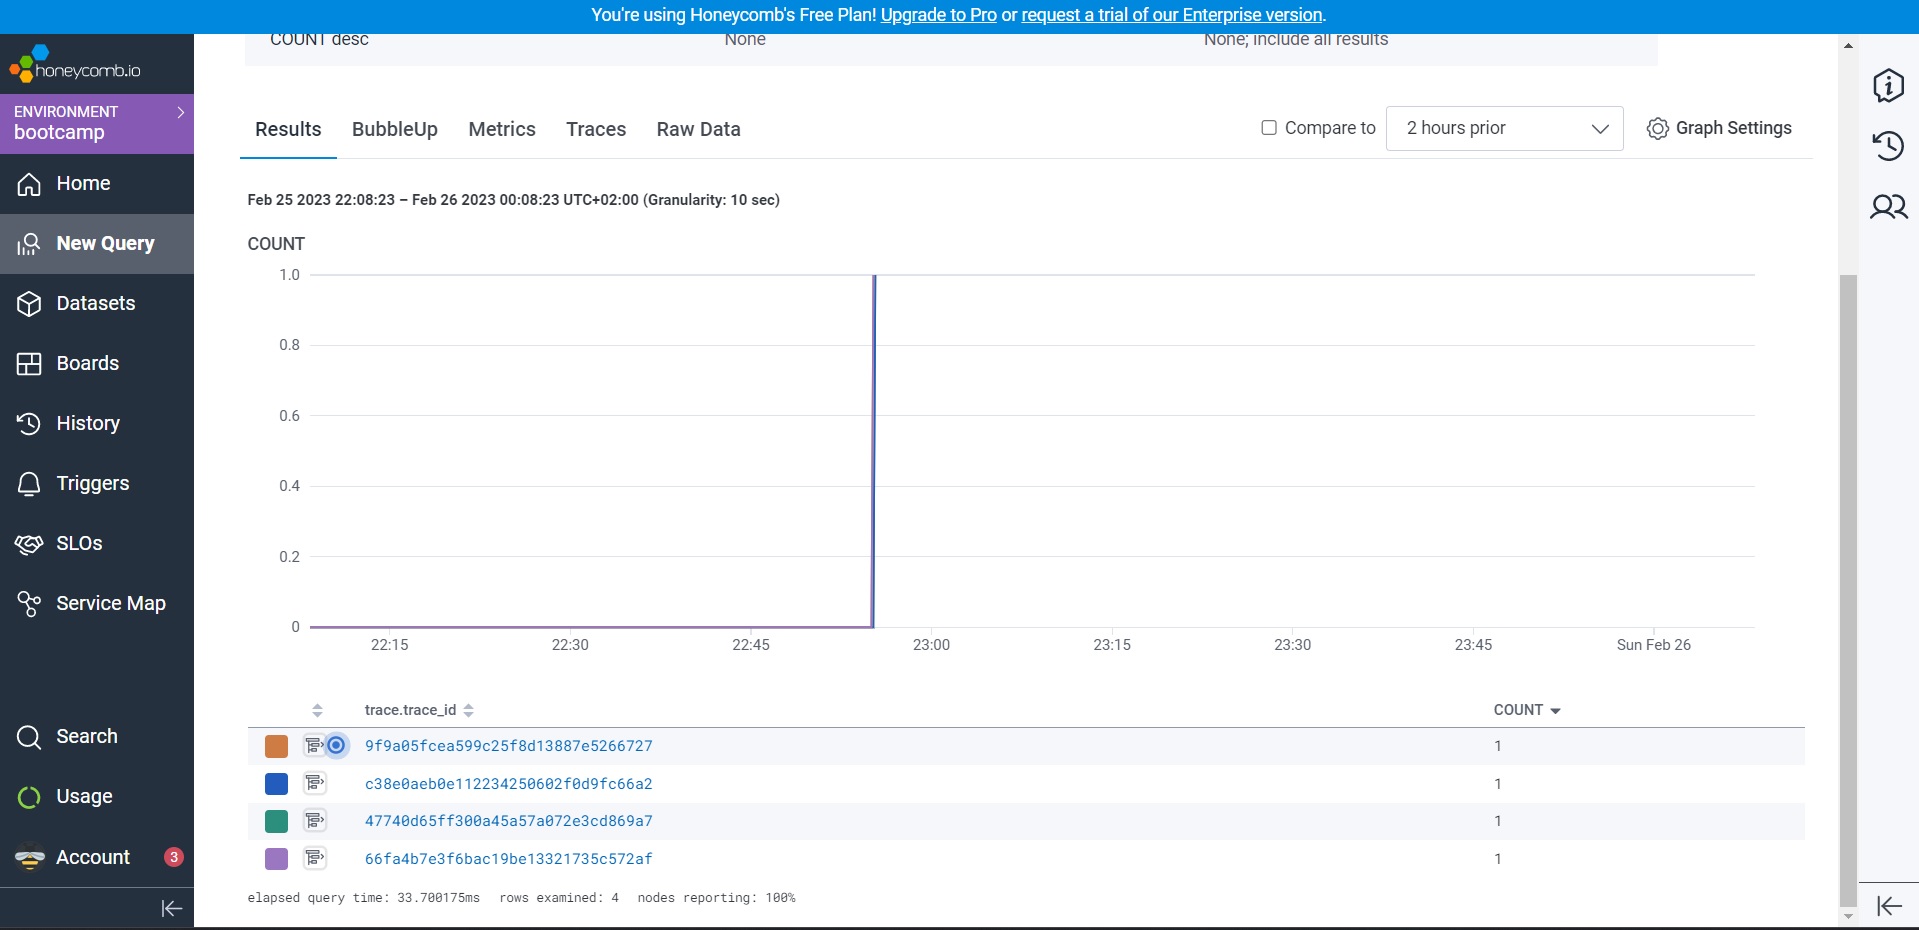 You're using Honeycomb's Free Plan! Upgrade to Pro or request a trial of our Enterprise version.
honeycomb.io
ENVIRONMENT
bootcamp
Home
New Query
Datasets
Boards
History
Triggers
SLOs
Service Map
Search
Usage
Account 3
COUNT desc None None; include all results
Results BubbleUp Metrics Traces Raw Data Compare to 2 hours prior Graph Settings
Feb 25 2023 22:08:23 – Feb 26 2023 00:08:23 UTC+02:00 (Granularity: 10 sec)
COUNT
1.0
0.8
0.6
0.4
0.2
0
22:15 22:30 22:45 23:00 23:15 23:30 23:45 Sun Feb 26
trace.trace_id COUNT
9f9a05fcea599c25f8d13887e5266727 1
c38e0aeb0e112234250602f0d9fc66a2 1
47740d65ff300a45a57a072e3cd869a7 1
66fa4b7e3f6bac19be13321735c572af 1
elapsed query time: 33.700175ms rows examined: 4 nodes reporting: 100%